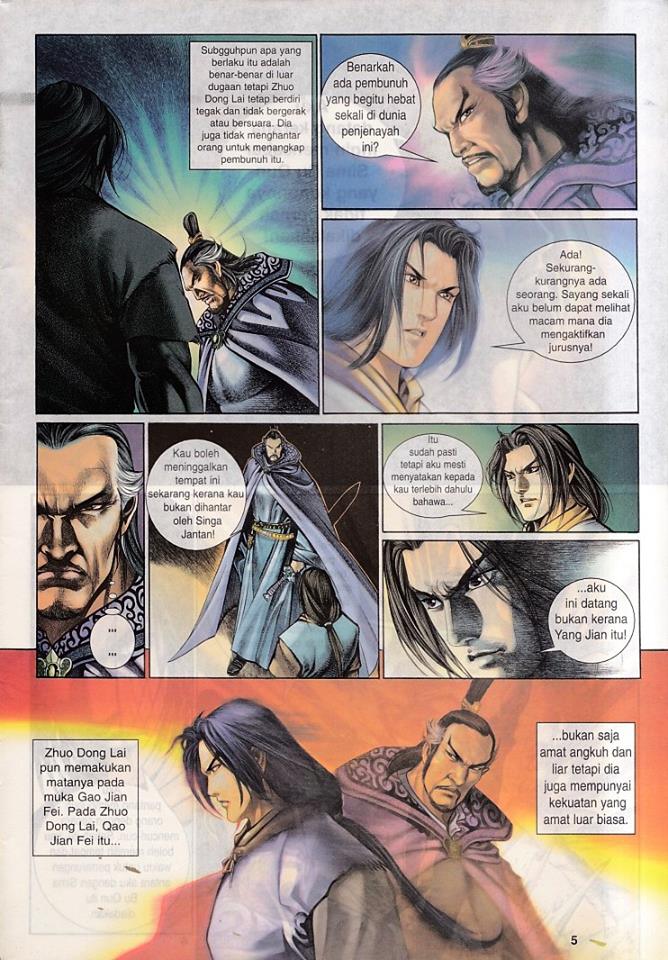 Subgguhpun apa yang
berlaku itu adalah
benar-benar di luar
dugaan tetapi Zhuo
Dong Lai tetap berdiri
tegak dan tidak bergerak
atau bersuara. Dia
juga tidak menghantar
orang untuk menangkap
pembunuh itu.
Benarkah
ada pembunuh
yang begitu hebat
sekali di dunia
penjenayah
ini?
Ada!
Sekurang-
kurangnya ada
seorang. Sayang sekali
aku belum dapat melihat
macam mana dia
mengaktifkan
jurusnya!
...
...
Kau boleh
meninggalkan
tempat ini
sekarang kerana kau
bukan dihantar
oleh Singa
Jantan!
Itu
sudah pasti
tetapi aku mesti
menyatakan kepada
kau terlebih dahulu
bahawa...
...aku
ini datang
bukan kerana
Yang Jian itu!
Zhuo Dong Lai
pun memakukan
matanya pada
muka Gao Jian
Fei. Pada Zhuo
Dong Lai, Qao
Jian Fei itu...
...bukan saja
amat angkuh dan
liar tetapi dia
juga mempunyai
kekuatan yang
amat luar biasa.
5